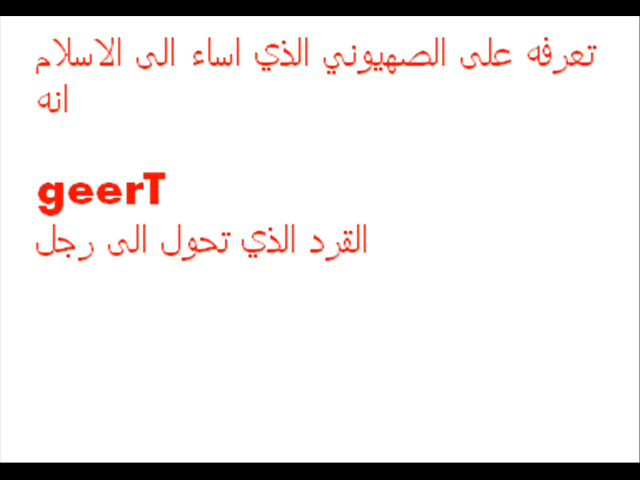 تعرفه على الصهيوني الذي اساء الى الاسلام
انه
geerT
القرد الذي تحول الى رجل